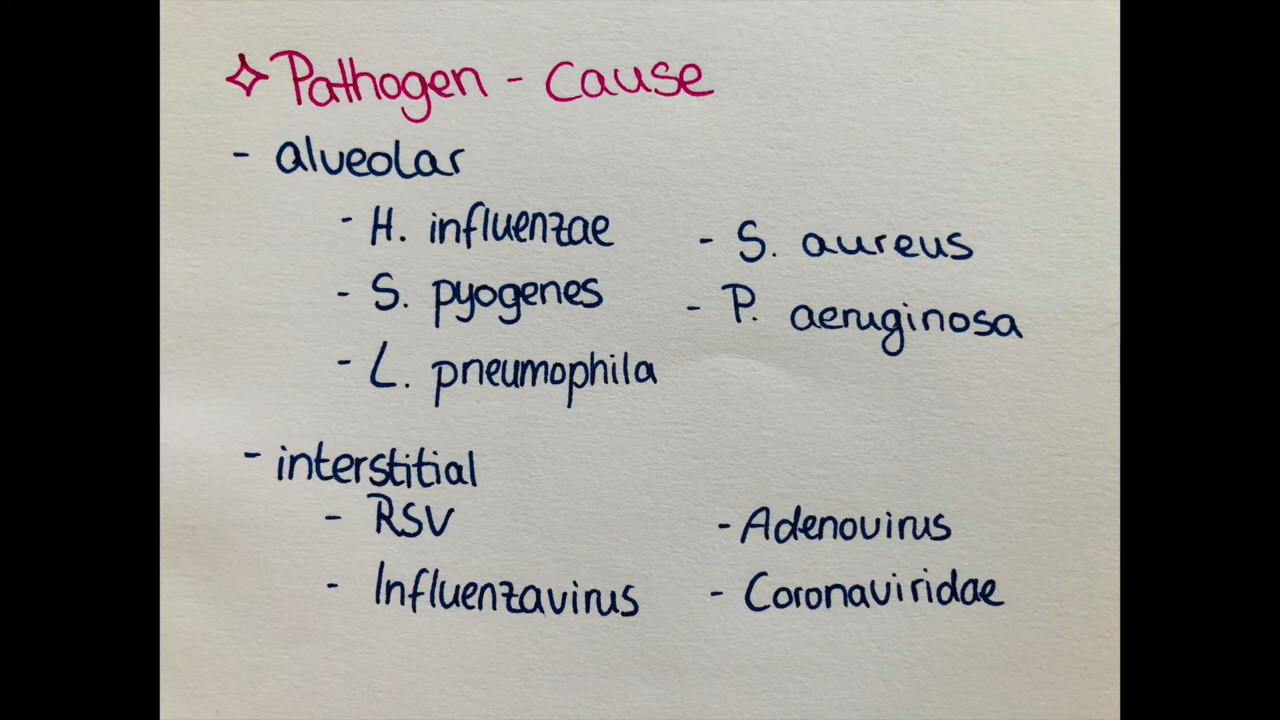 ✧ Pathogen - Cause
- alveolar
- H. influenzae
- S. pyogenes
- L. pneumophila
- S. aureus
- P. aeruginosa
- interstitial
- RSV
- Influenzavirus
- Adenovirus
- Coronaviridae